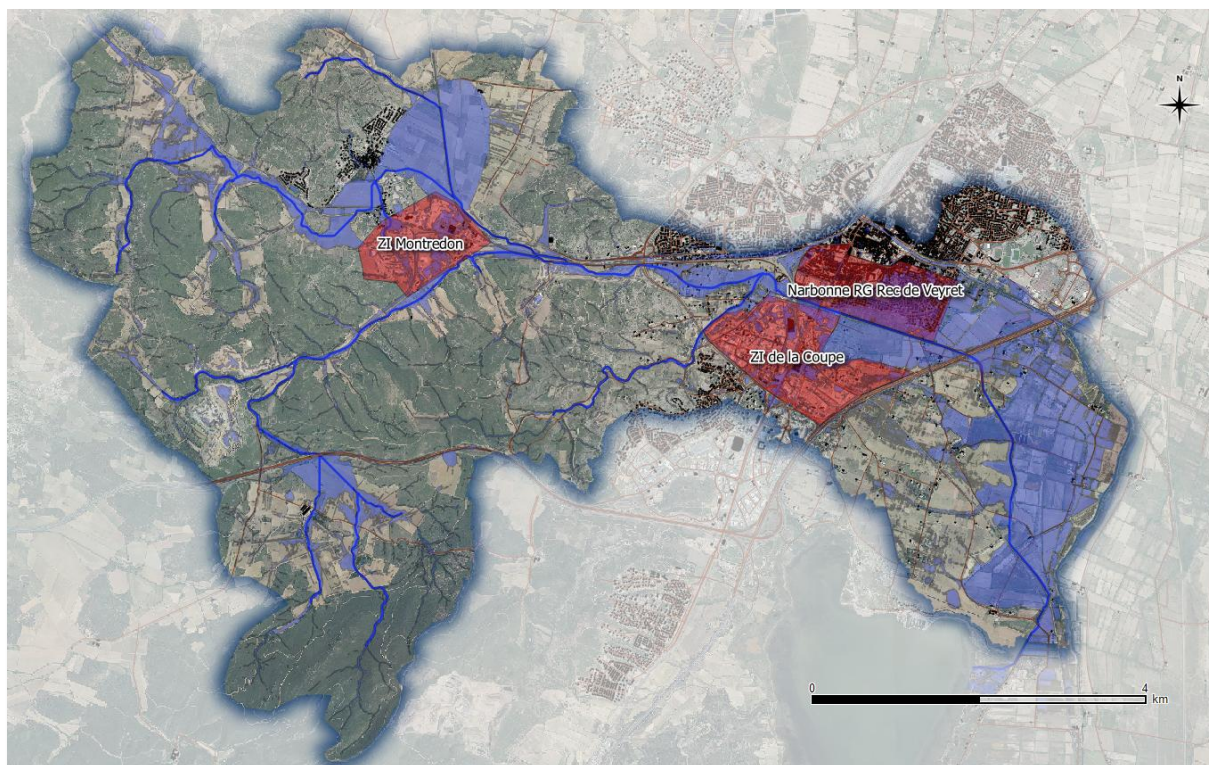 N
ZI Montredon
Narbonne RG Rec de Veyret
ZI de la Coupe
0 4
km